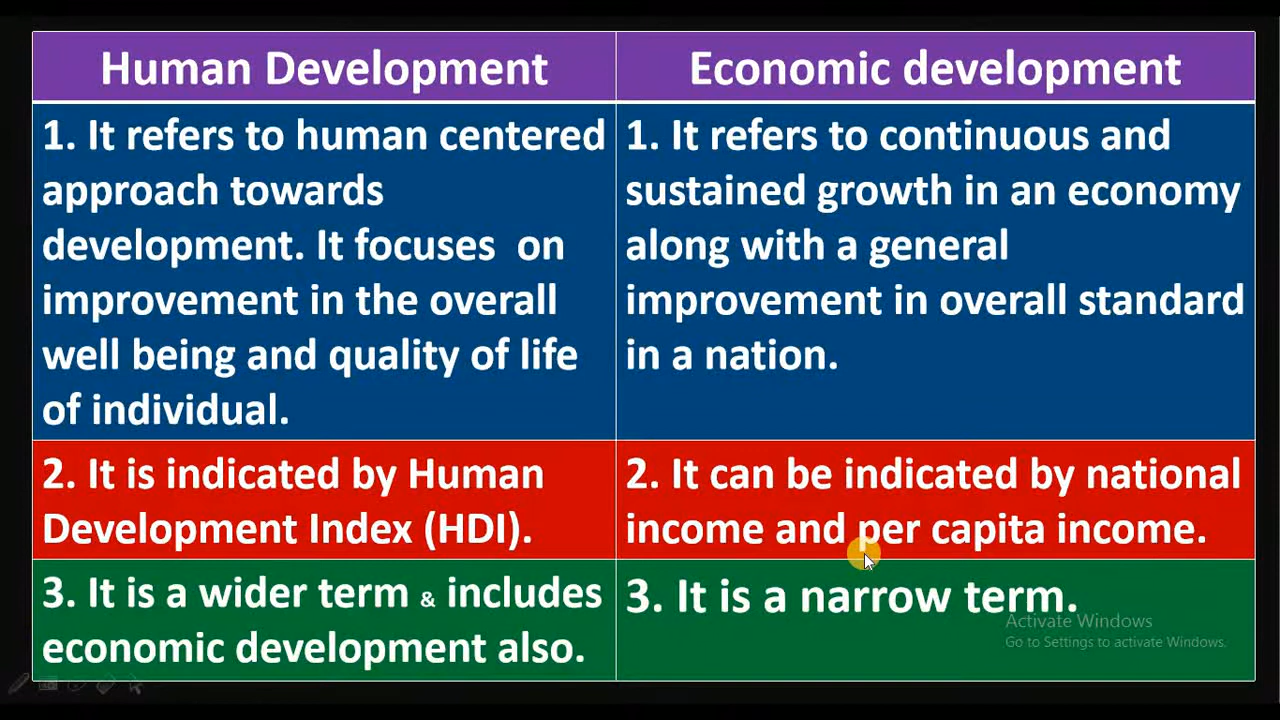 Human Development
Economic development
1. It refers to human centered
approach towards
development. It focuses on
improvement in the overall
well being and quality of life
of individual.
1. It refers to continuous and
sustained growth in an economy
along with a general
improvement in overall standard
in a nation.
2. It is indicated by Human
Development Index (HDI).
2. It can be indicated by national
income and per capita income.
3. It is a wider term & includes
economic development also.
3. It is a narrow term.
Activate Windows
Go to Settings to activate Windows.